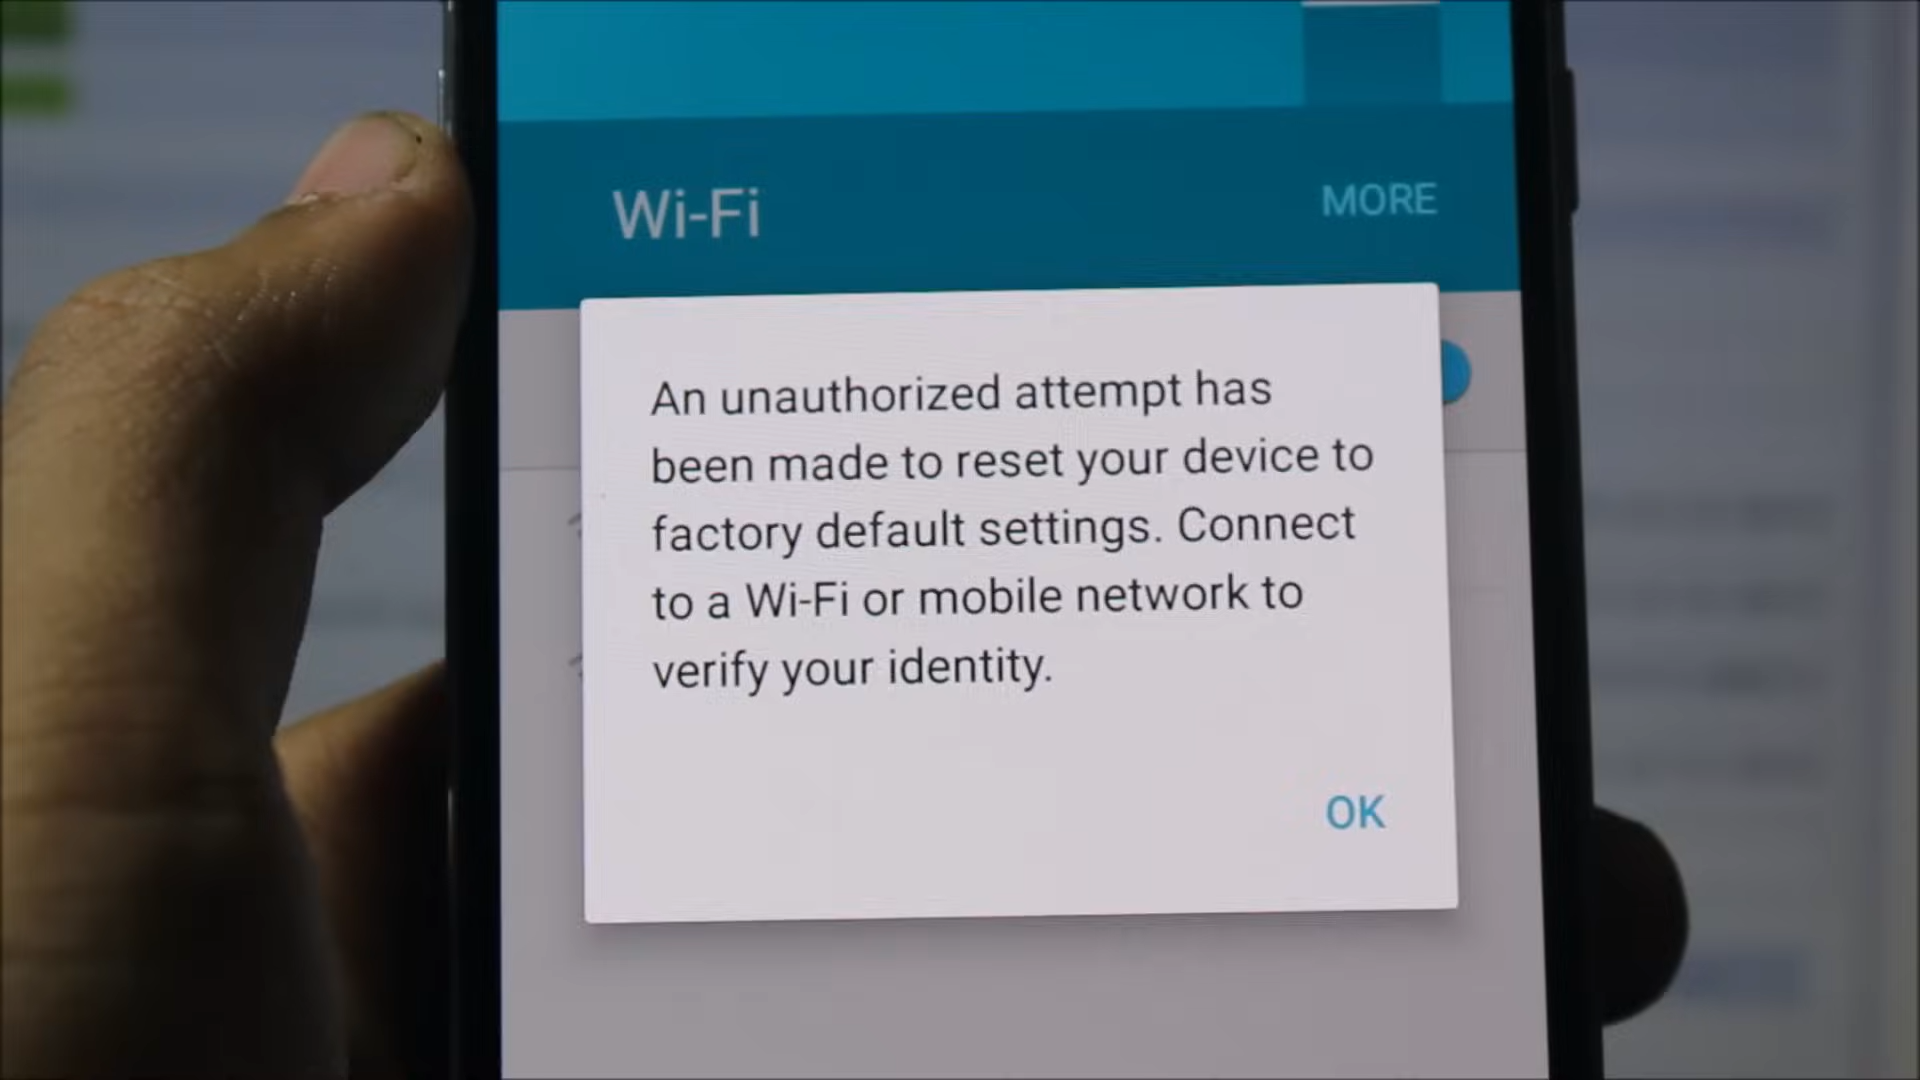 Wi-Fi
MORE
An unauthorized attempt has
been made to reset your device to
factory default settings. Connect
to a Wi-Fi or mobile network to
verify your identity.
OK